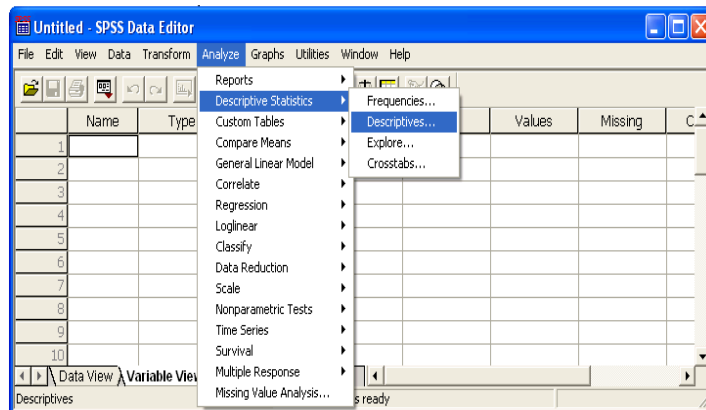 Untitled - SPSS Data Editor
File Edit View Data Transform Analyze Graphs Utilities Window Help
Reports
Descriptive Statistics
Custom Tables
Compare Means
General Linear Model
Correlate
Regression
Loglinear
Classify
Data Reduction
Scale
Nonparametric Tests
Time Series
Survival
Multiple Response
Missing Value Analysis...
Frequencies...
Descriptives...
Explore...
Crosstabs...
Name Type Values Missing
1
2
3
4
5
6
7
8
9
10
Data View Variable View
Descriptives s ready